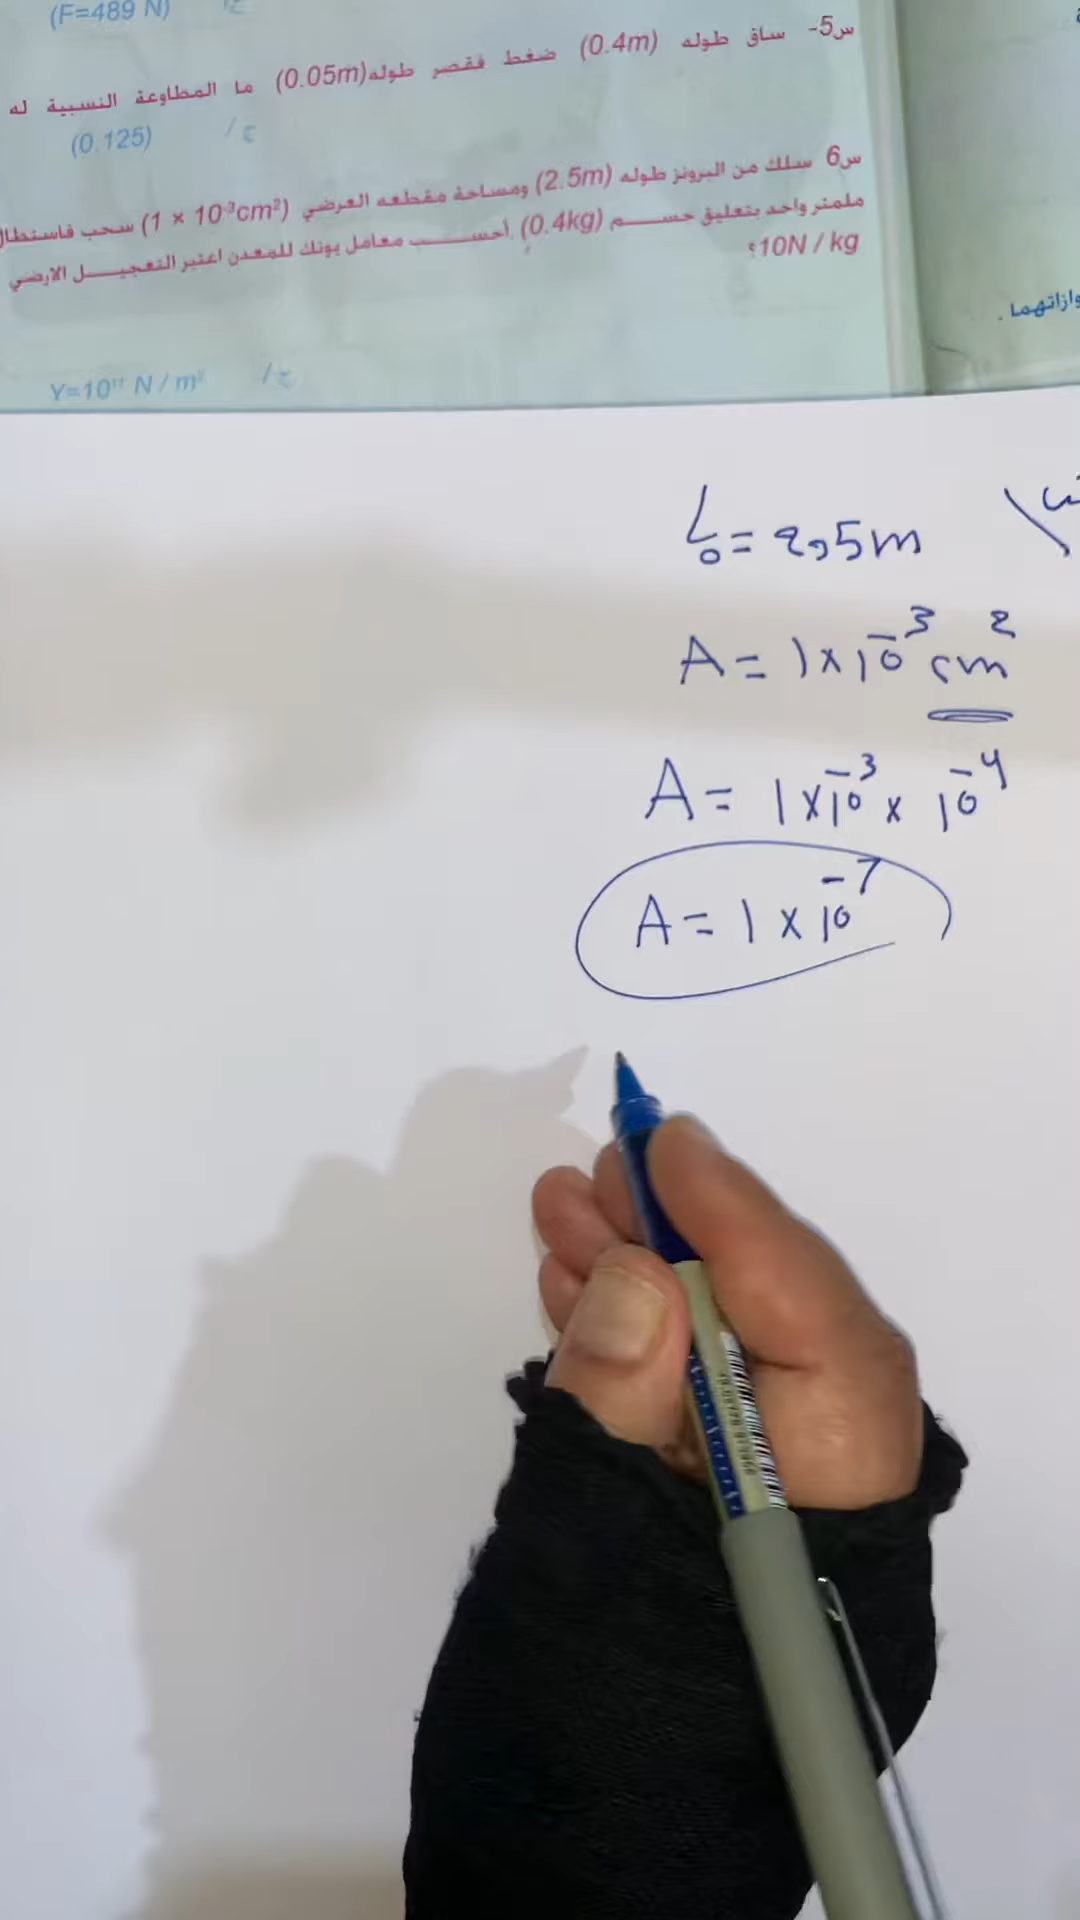 (F=489 N) ج/
س5- ساق طوله (0.4m) ضغط فقصر طوله(0.05m) ما المطاوعة النسبية له
ج/ (0.125)
س6 سلك من البرونز طوله (2.5m) ومساحة مقطعه العرضي (1 × 10⁻³cm²) سحب فاستطال
ملمتر واحد بتعليق جسم (0.4kg) أحسب معامل يونك للمعدن اعتبر التعجيل الارضي
10N / kg؟
ج/ Y=10¹¹ N / m²
وازاتهما .
L₀ = 2,5m
A = 1 × 10⁻³ cm²
A = 1 × 10⁻³ × 10⁻⁴
A = 1 × 10⁻⁷